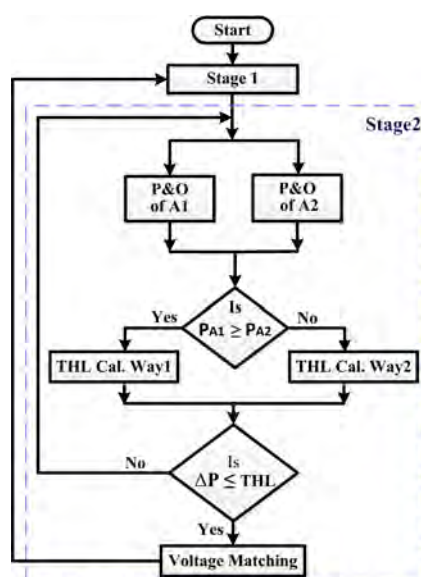 Start
Stage 1
Stage2
P&O
of A1
P&O
of A2
Is
PA1 ≥ PA2
Yes
No
THL Cal. Way1
THL Cal. Way2
Is
ΔP ≤ THL
No
Yes
Voltage Matching